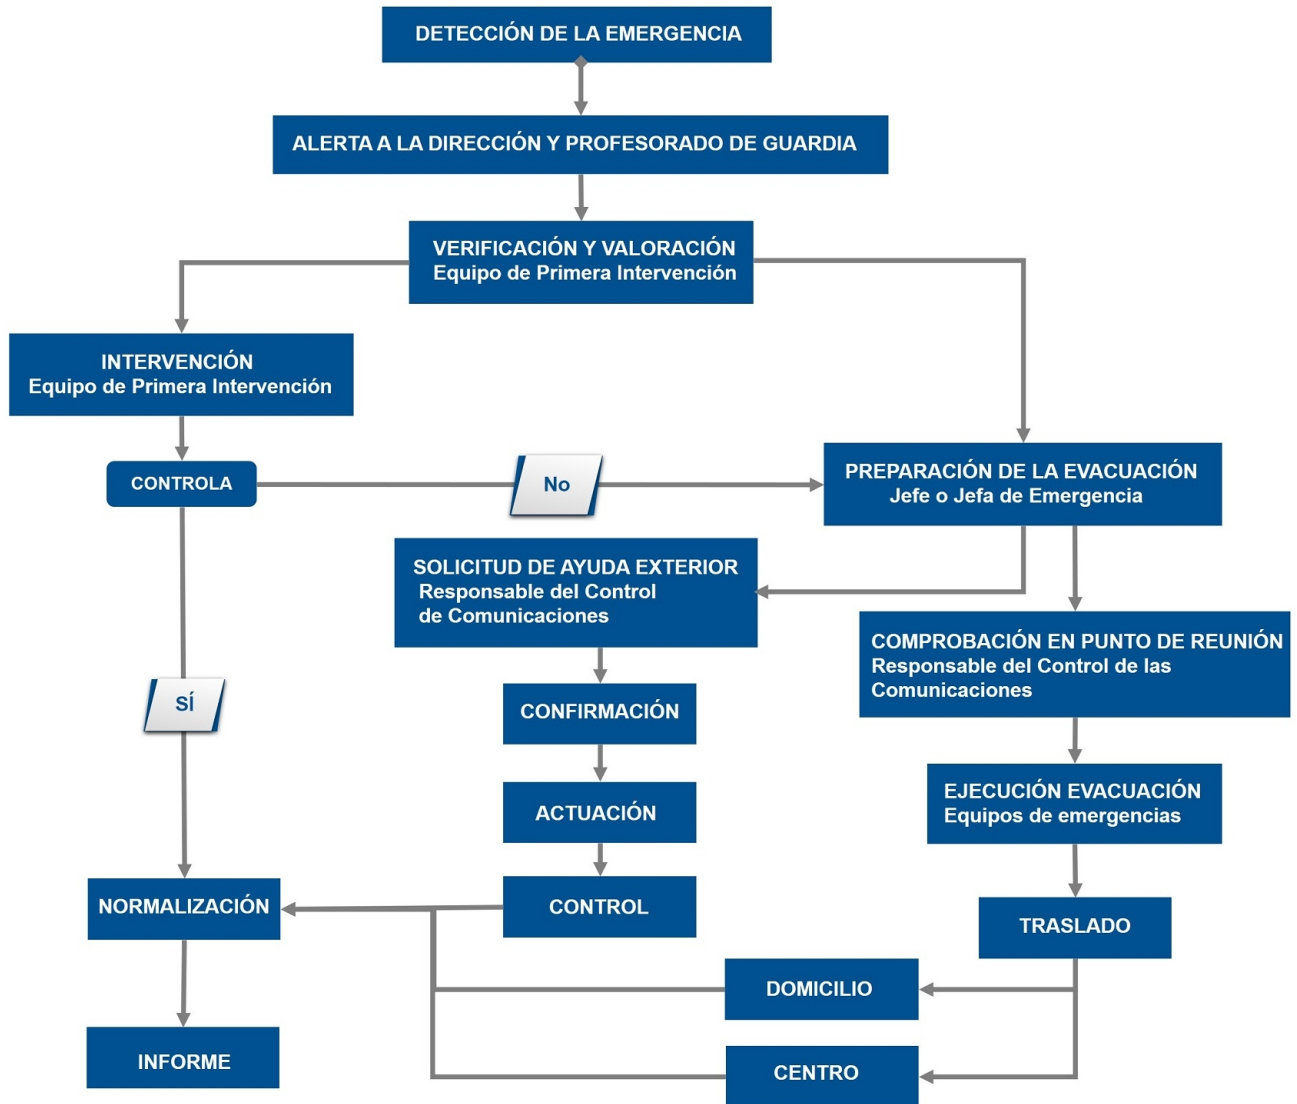 DETECCIÓN DE LA EMERGENCIA
ALERTA A LA DIRECCIÓN Y PROFESORADO DE GUARDIA
VERIFICACIÓN Y VALORACIÓN
Equipo de Primera Intervención
INTERVENCIÓN
Equipo de Primera Intervención
CONTROLA
No
PREPARACIÓN DE LA EVACUACIÓN
Jefe o Jefa de Emergencia
SOLICITUD DE AYUDA EXTERIOR
Responsable del Control
de Comunicaciones
COMPROBACIÓN EN PUNTO DE REUNIÓN
Responsable del Control de las
Comunicaciones
SÍ
CONFIRMACIÓN
EJECUCIÓN EVACUACIÓN
Equipos de emergencias
ACTUACIÓN
NORMALIZACIÓN
CONTROL
TRASLADO
DOMICILIO
INFORME
CENTRO